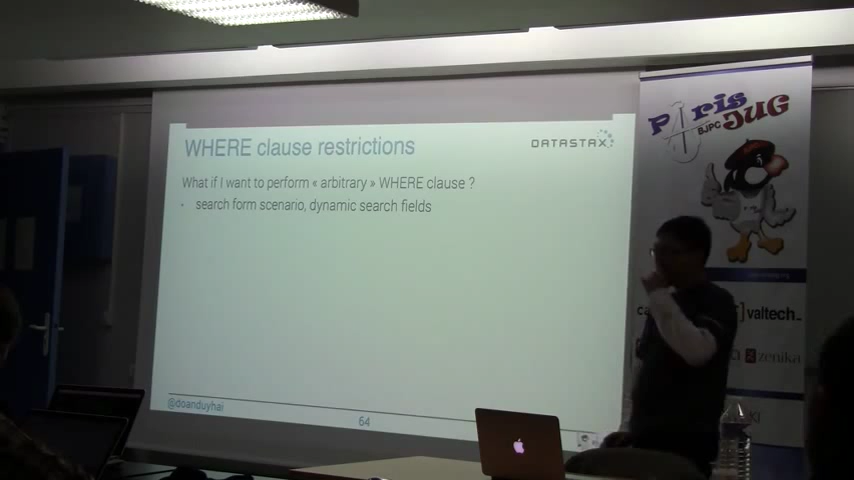 WHERE clause restrictions
DATASTAX
What if I want to perform « arbitrary » WHERE clause ?
• search form scenario, dynamic search fields
@doanduyhai
64
Paris
BJPC
JUG
valtech_
zenika